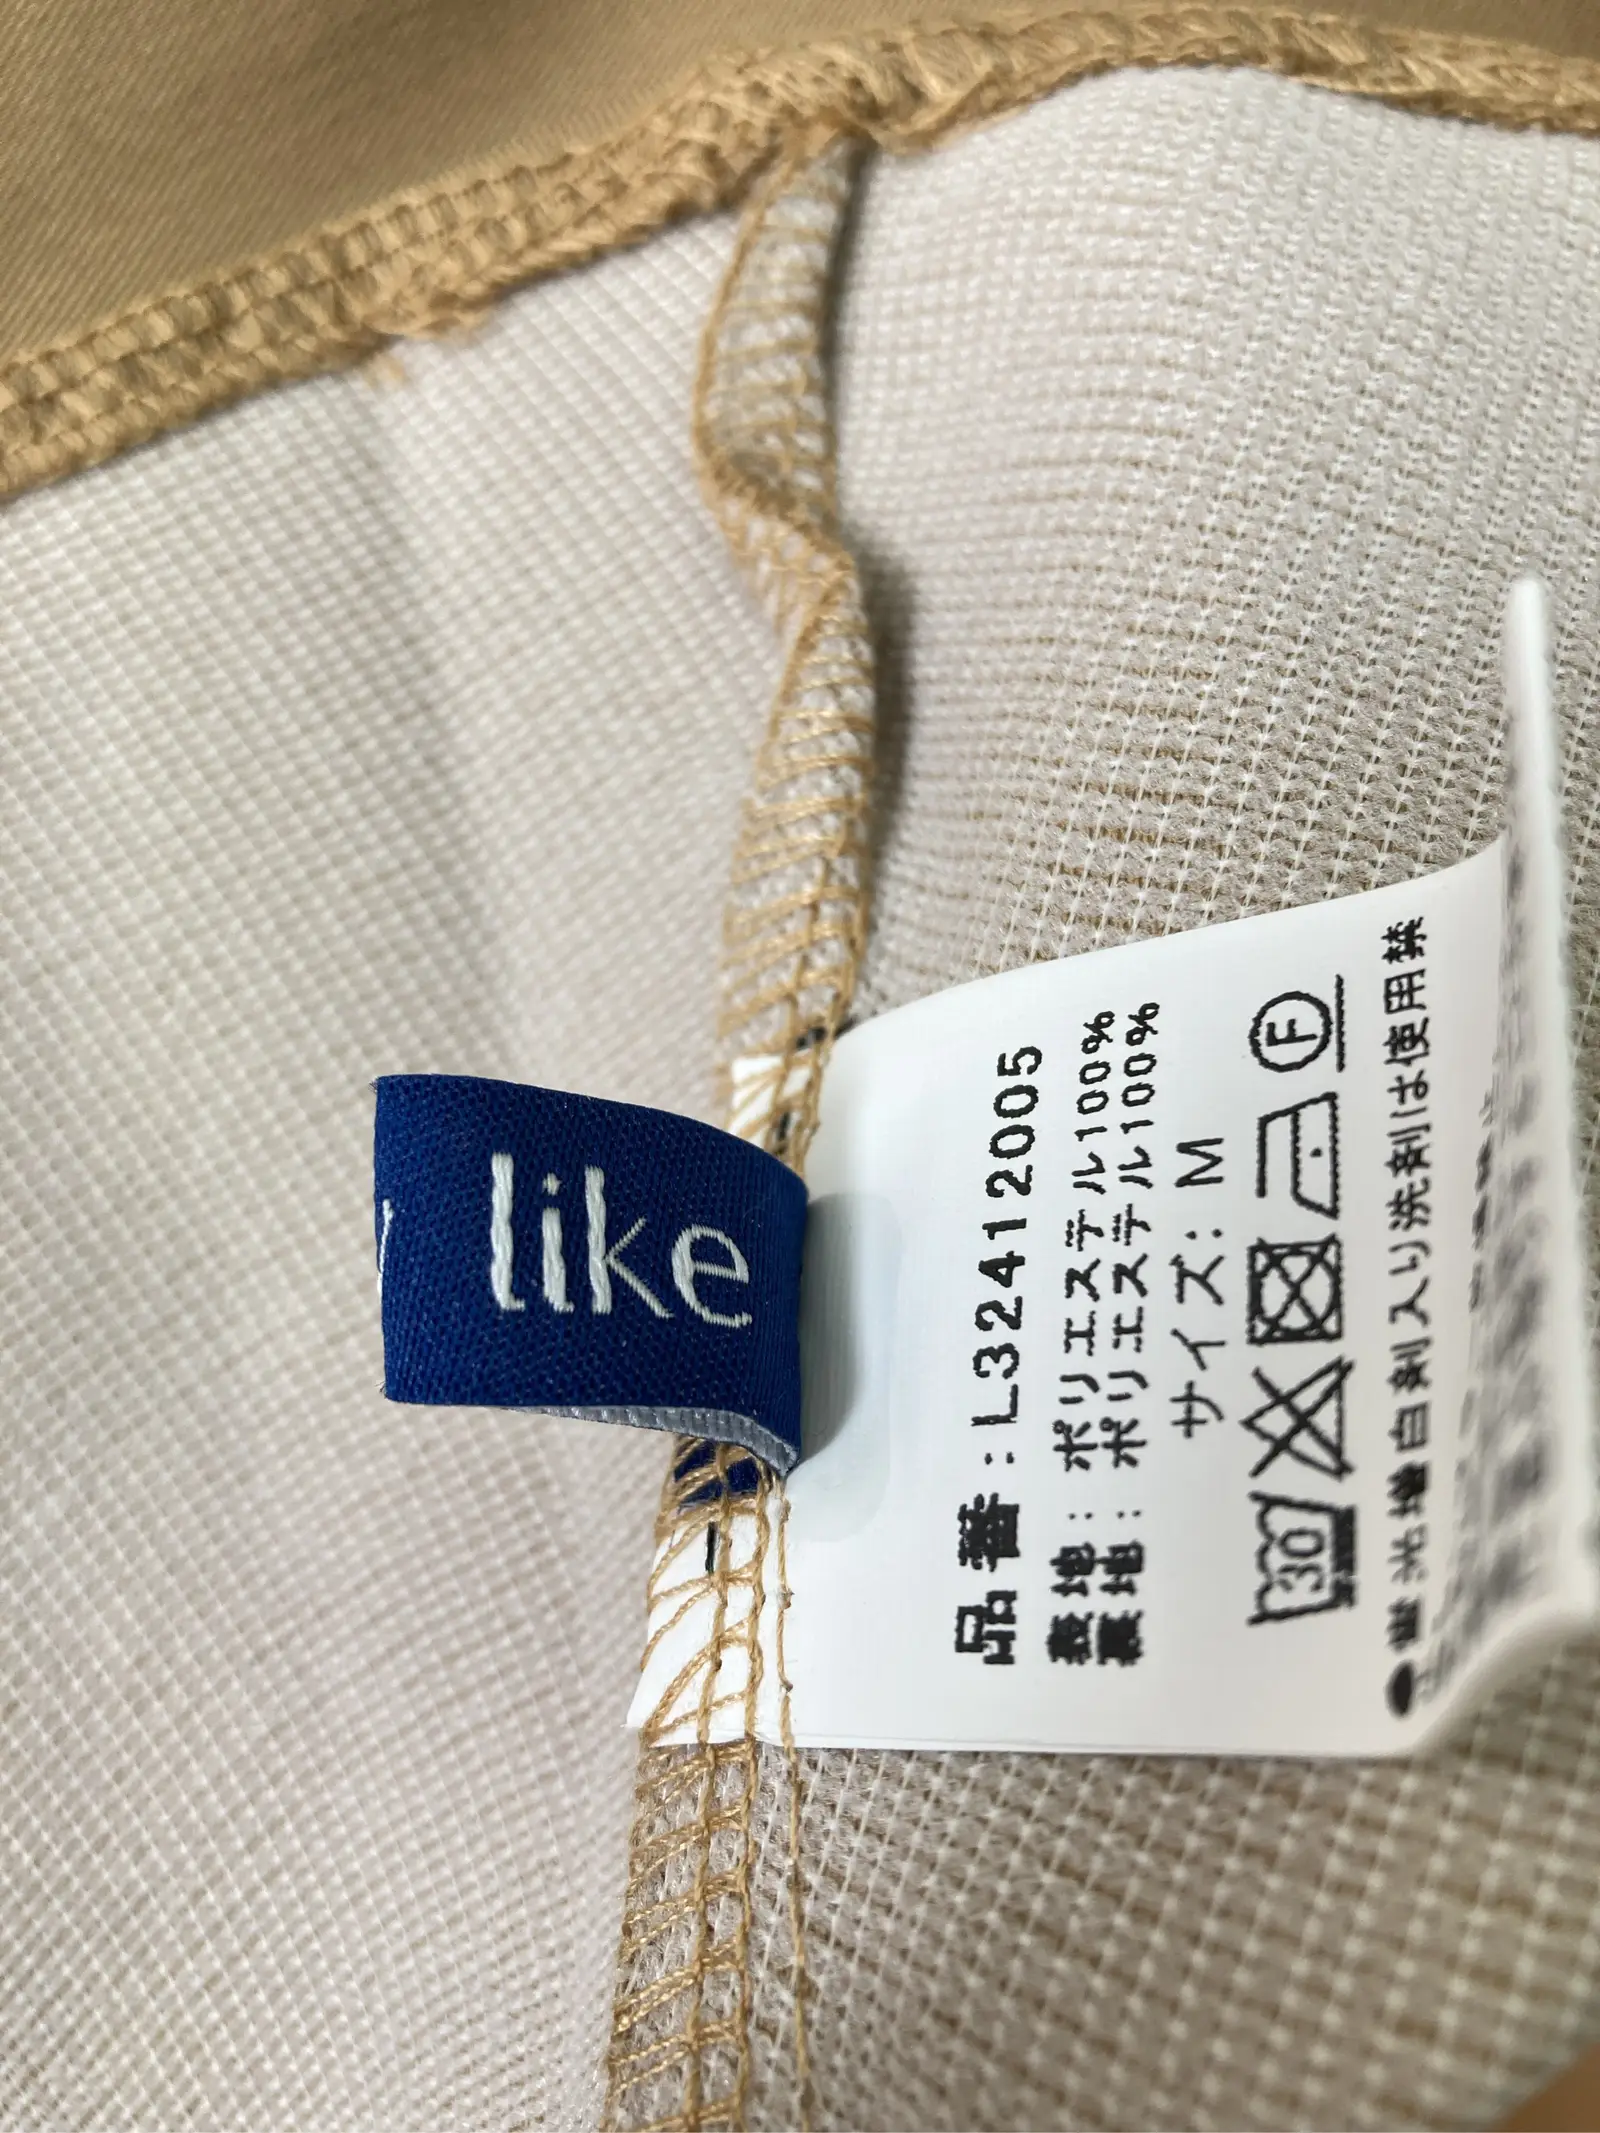 like
品番：L32412005
表地：ポリエステル100%
裏地：ポリエステル100%
サイズ：M
30
F
●蛍光増白剤入り洗剤は使用禁